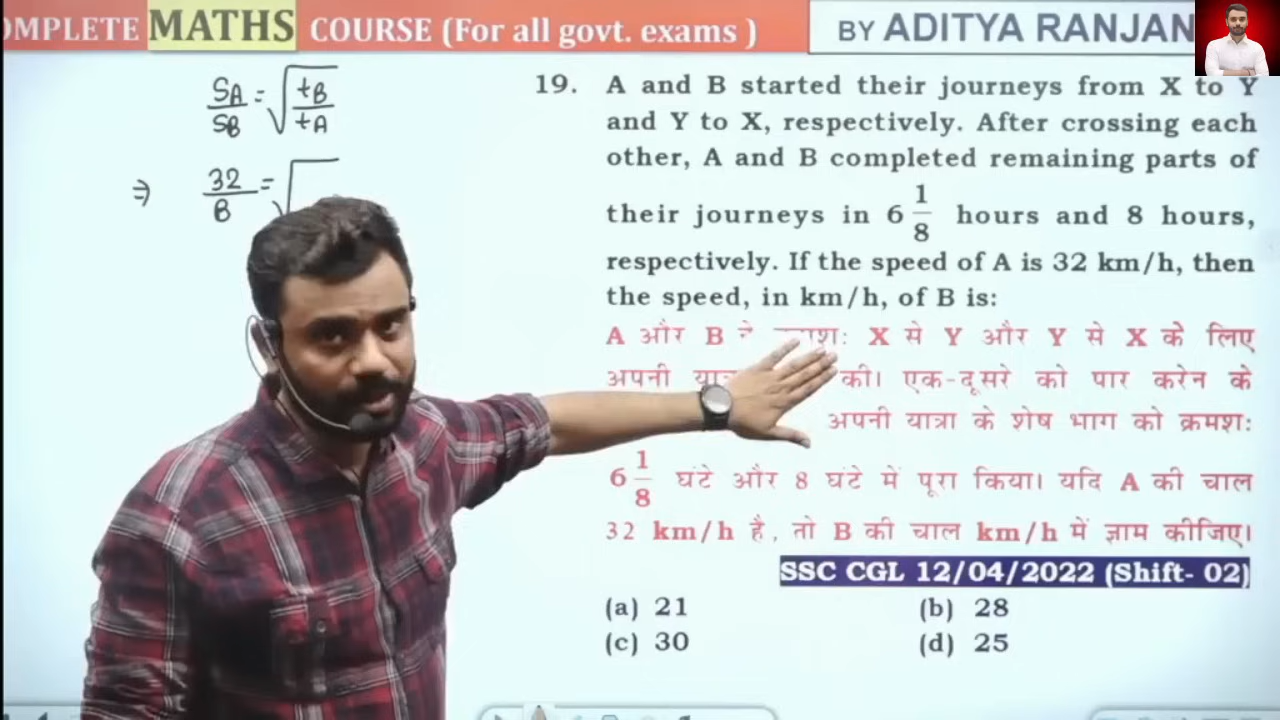 OMPLETE MATHS COURSE (For all govt. exams )
BY ADITYA RANJAN
SA/SB = √(tB/tA)
⇒ 32/B = √
19. A and B started their journeys from X to Y
and Y to X, respectively. After crossing each
other, A and B completed remaining parts of
their journeys in 6 1/8 hours and 8 hours,
respectively. If the speed of A is 32 km/h, then
the speed, in km/h, of B is:
A और B X से Y और Y से X के लिए
अपनी की। एक-दूसरे को पार करेन के
अपनी यात्रा के शेष भाग को क्रमश:
6 1/8 घंटे और 8 घंटे में पूरा किया। यदि A की चाल
32 km/h है, तो B की चाल km/h में ज्ञाम कीजिए।
SSC CGL 12/04/2022 (Shift- 02)
(a) 21 (b) 28
(c) 30 (d) 25